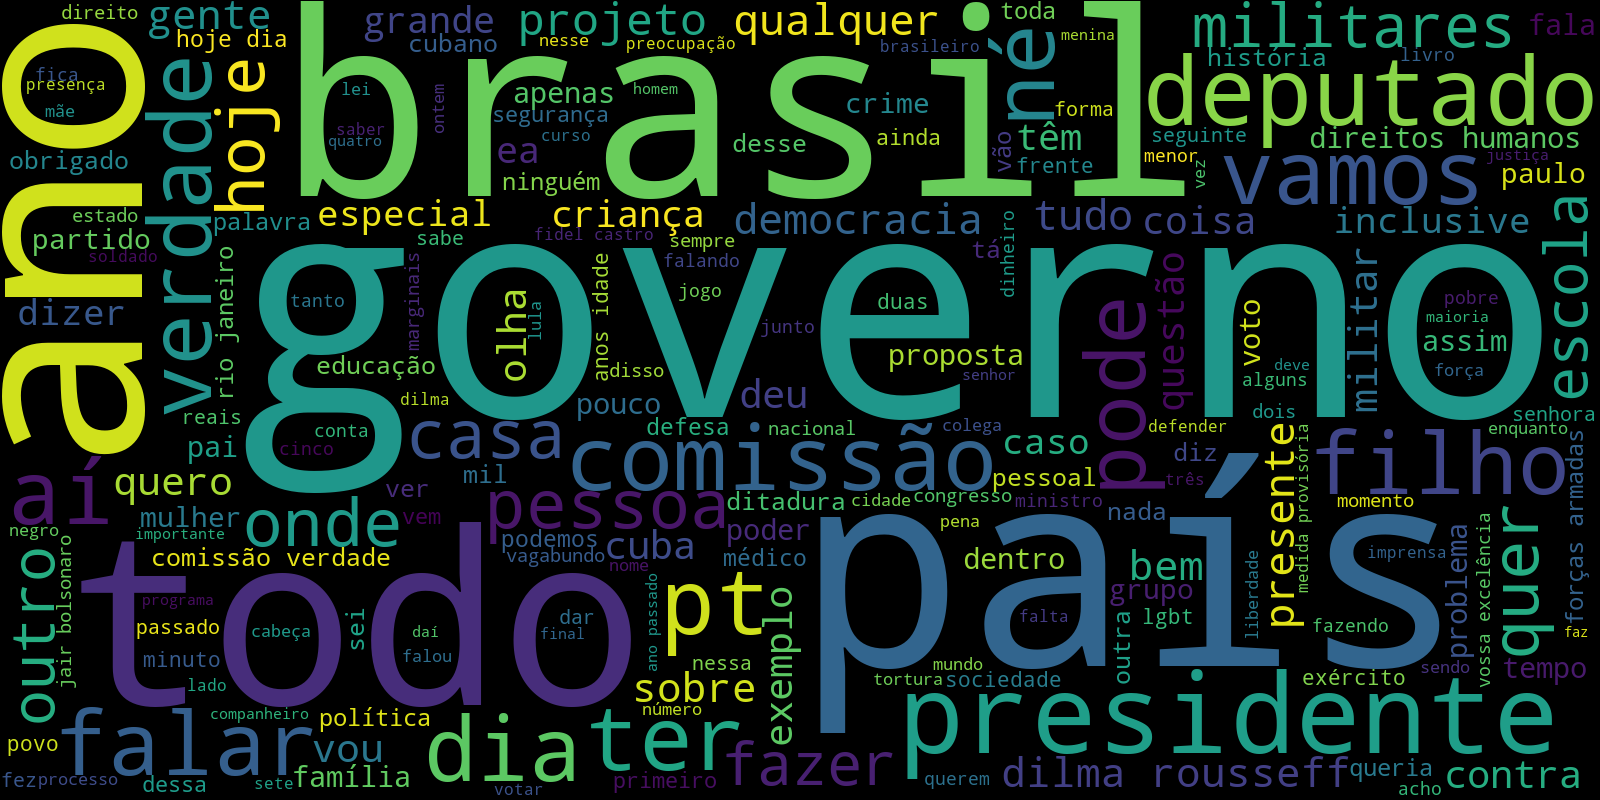 direito
gente
hoje dia
grande
cubano
projeto
nesse
preocupação
qualquer
brasileiro
toda
né
menina
militares
fala
história
livro
ano
fica
presença
mãe
obrigado
verdade
hoje
brasil
lei
saber
quatro
ontem
apenas
homem
segurança
curso
ea
ninguém
desse
crime
ainda
vão
têm
frente
forma
deputado
seguinte
direitos humanos
menor
vez
vamos
justiça
paulo
estado
partido
soldado
palavra
especial
criança
democracia
tudo
coisa
inclusive
escola
sabe
fidel castro
sempre
falando
tá
dinheiro
dizer
rio janeiro
governo
tanto
marginais
olha
lula
anos idade
jogo
junto
duas
proposta
senhor
pode
questão
voto
militar
pobre
maioria
assim
força
deve
alguns
educação
disso
dilma
reais
pai
conta
cinco
casa
pouco
deu
defesa
nacional
colega
dois
defender
senhora
enquanto
comissão
caso
diz
filho
aí
quero
ver
mil
pessoa
ditadura
cidade
congresso
pessoal
ministro
três
presente
medida provisória
momento
forças armadas
negro
importante
mulher
onde
vem
podemos
vagabundo
nome
cuba
poder
médico
pena
nada
país
dentro
bem
grupo
lgbt
liberdade
problema
imprensa
vossa excelência
quer
faz
outro
jair bolsonaro
comissão verdade
todo
programa
passado
minuto
lado
cabeça
sei
daí
falou
dar
final
ano passado
pt
exemplo
falta
outra
fazendo
tempo
nessa
sobre
número
mundo
tortura
sociedade
exército
sendo
povo
falar
companheiro
política
vou
dia
ter
fazer
presidente
fez
processo
dessa
sete
família
votar
primeiro
querem
dilma rousseff
queria
acho
contra